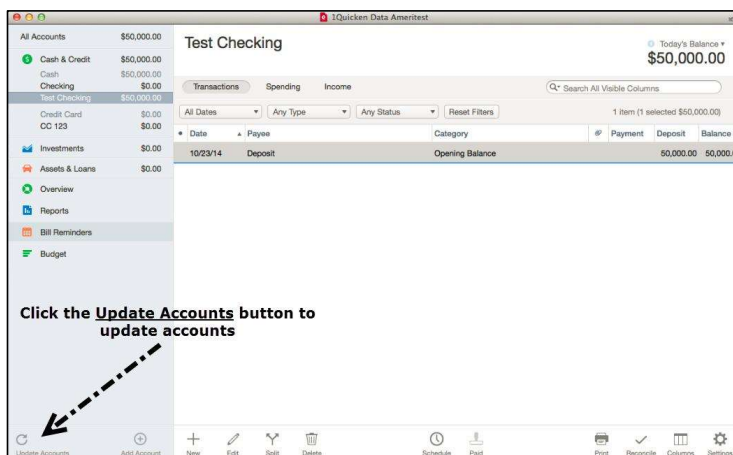 1Quicken Data Ameritest
All Accounts $50,000.00
Cash & Credit $50,000.00
Cash $50,000.00
Checking $0.00
Test Checking $50,000.00
Credit Card $0.00
CC 123 $0.00
Investments $0.00
Assets & Loans $0.00
Overview
Reports
Bill Reminders
Budget
Click the Update Accounts button to
update accounts
Update Accounts Add Account
Test Checking
Today's Balance
$50,000.00
Transactions Spending Income
Search All Visible Columns
All Dates Any Type Any Status Reset Filters
1 item (1 selected $50,000.00)
Date Payee Category Payment Deposit Balance
10/23/14 Deposit Opening Balance 50,000.00 50,000.
New Edit Split Delete Schedule Paid Print Reconcile Columns Settings